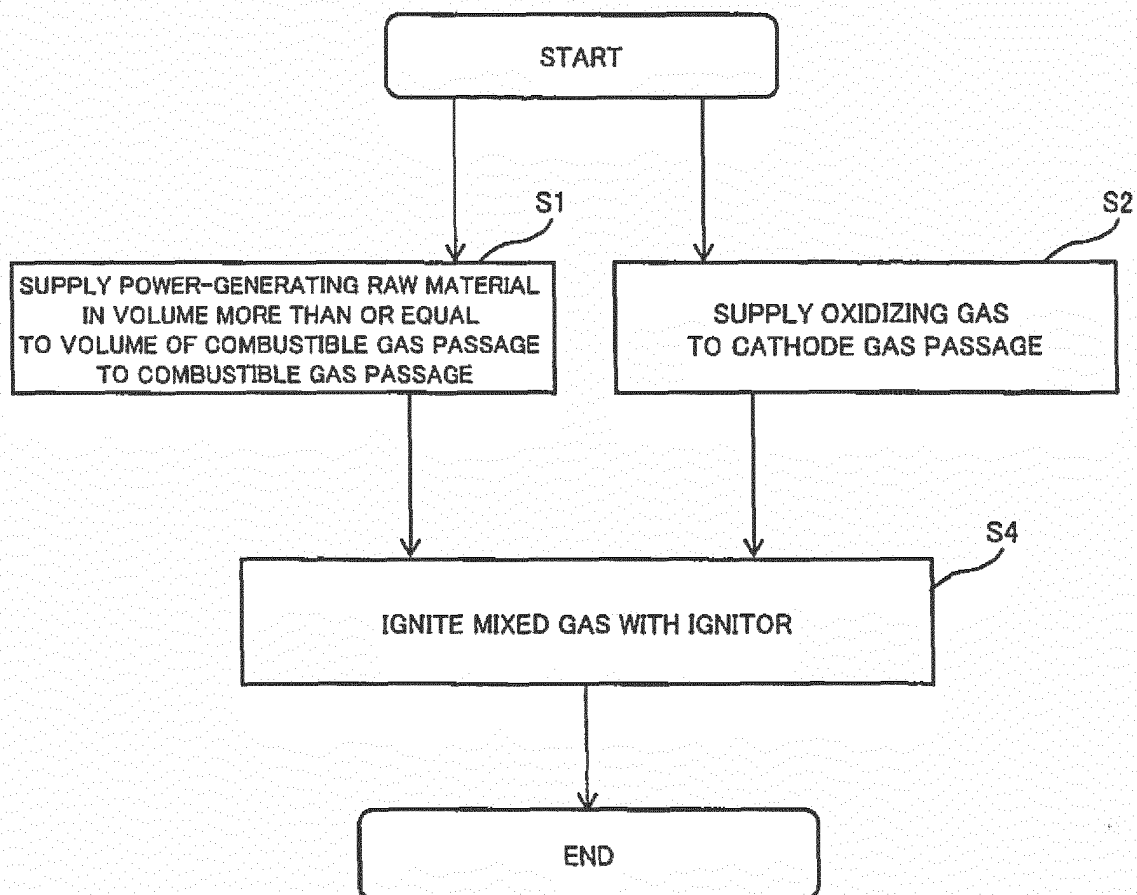 START
S1
S2
SUPPLY POWER-GENERATING RAW MATERIAL
IN VOLUME MORE THAN OR EQUAL
TO VOLUME OF COMBUSTIBLE GAS PASSAGE
TO COMBUSTIBLE GAS PASSAGE
SUPPLY OXIDIZING GAS
TO CATHODE GAS PASSAGE
S4
IGNITE MIXED GAS WITH IGNITOR
END